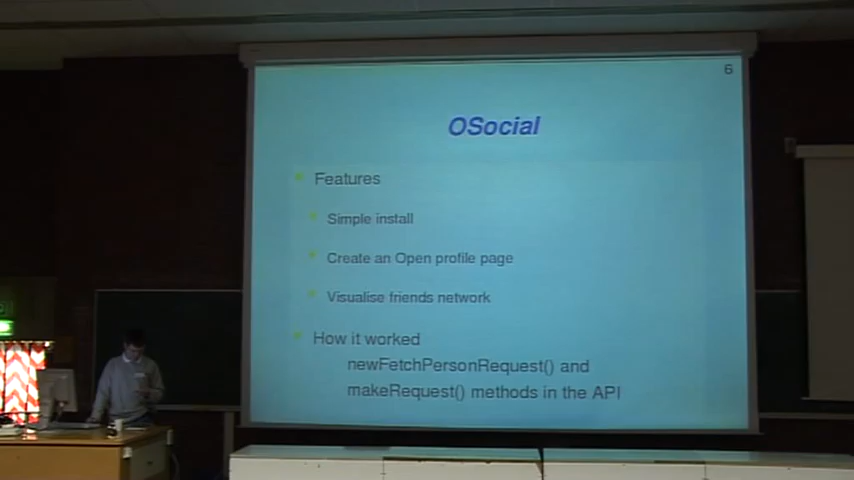 6
OSocial
Features
Simple install
Create an Open profile page
Visualise friends network
How it worked
newFetchPersonRequest() and
makeRequest() methods in the API